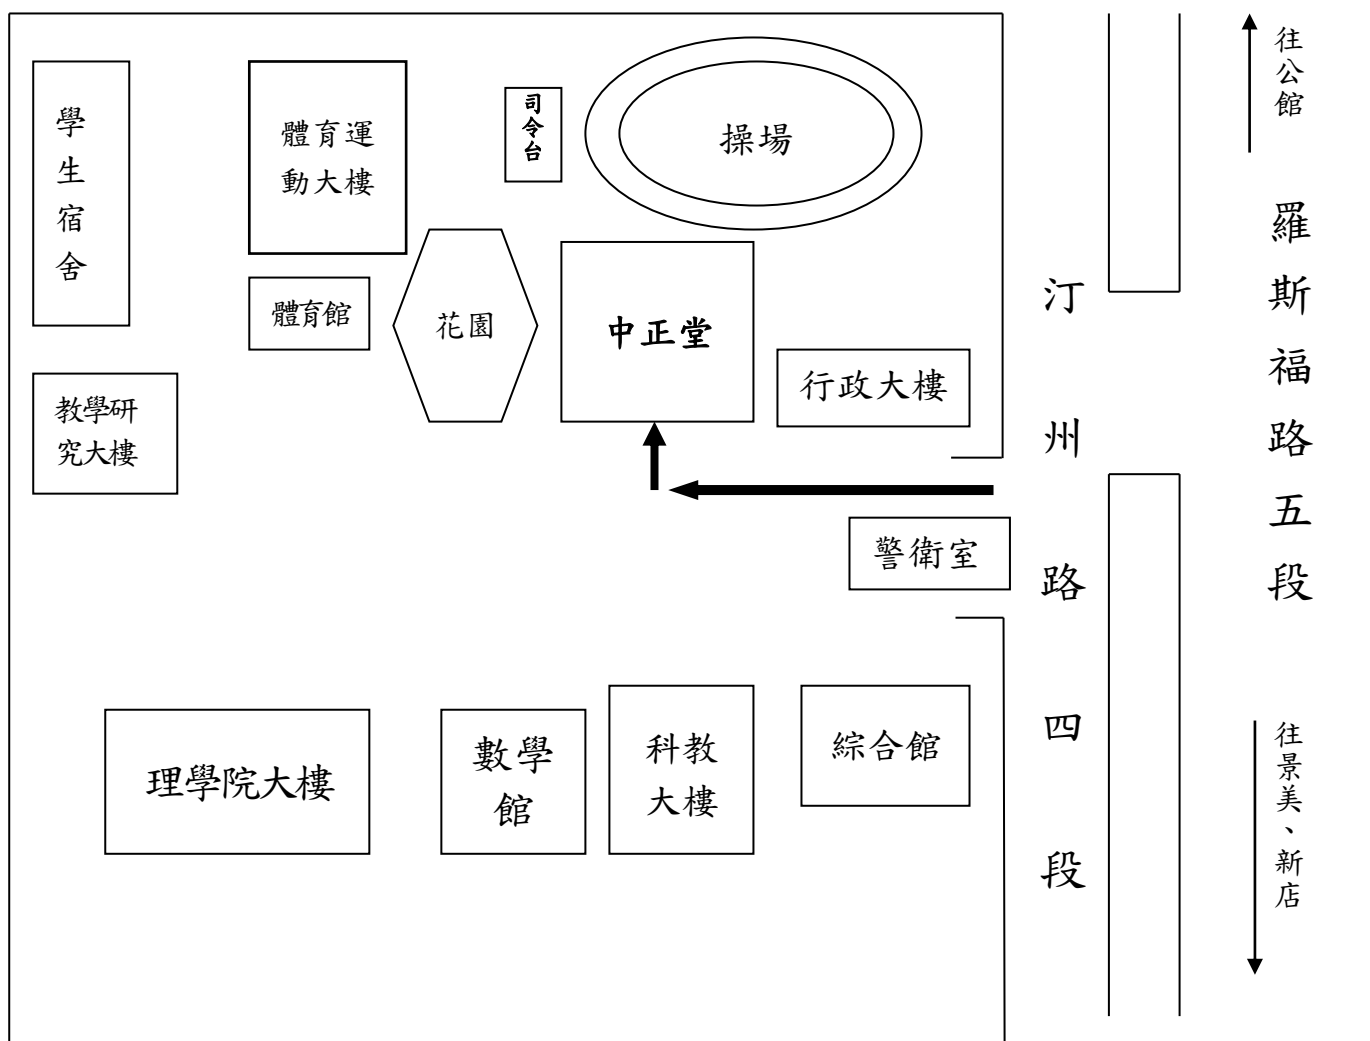 學生宿舍
體育運
動大樓
司令台
操場
往公館
羅斯福路五段
汀州路四段
體育館
花園
中正堂
行政大樓
教學研
究大樓
警衛室
理學院大樓
數學
館
科教
大樓
綜合館
往景美、新店